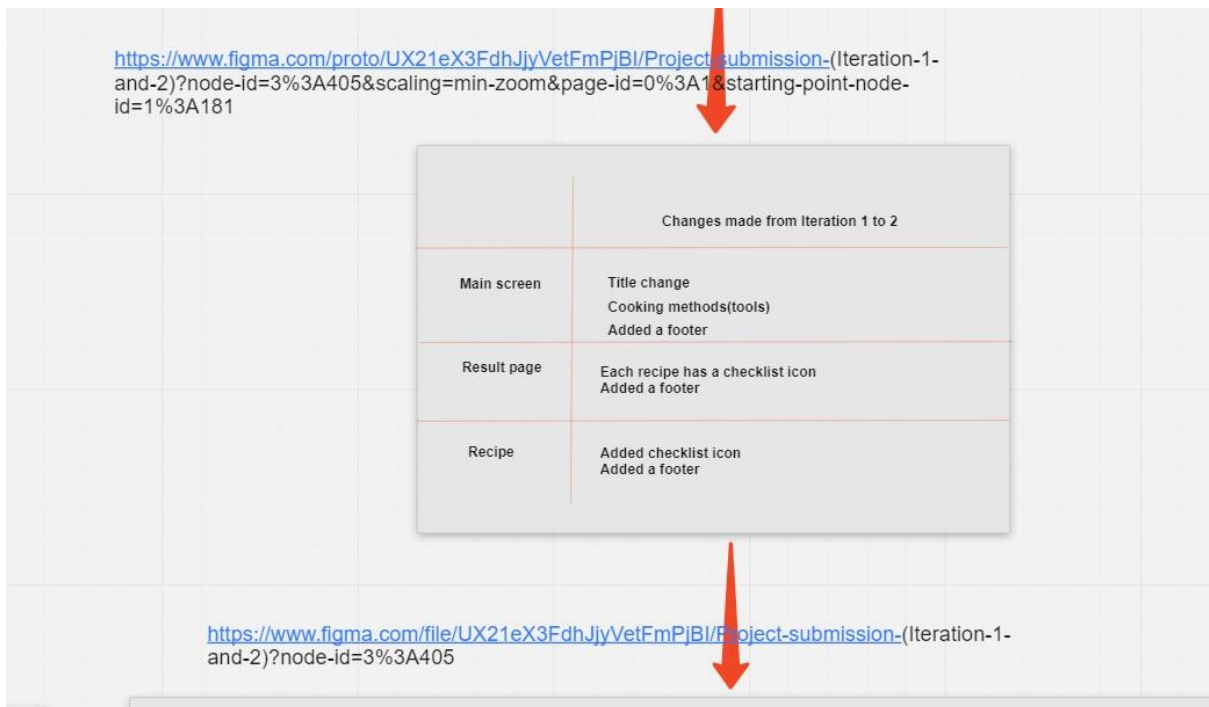 https://www.figma.com/proto/UX21eX3FdhJjyVetFmPjBI/Project-submission-(Iteration-1-
and-2)?node-id=3%3A405&scaling=min-zoom&page-id=0%3A1&starting-point-node-
id=1%3A181
Changes made from Iteration 1 to 2
Main screen
Title change
Cooking methods(tools)
Added a footer
Result page
Each recipe has a checklist icon
Added a footer
Recipe
Added checklist icon
Added a footer
https://www.figma.com/file/UX21eX3FdhJjyVetFmPjBI/Project-submission-(Iteration-1-
and-2)?node-id=3%3A405